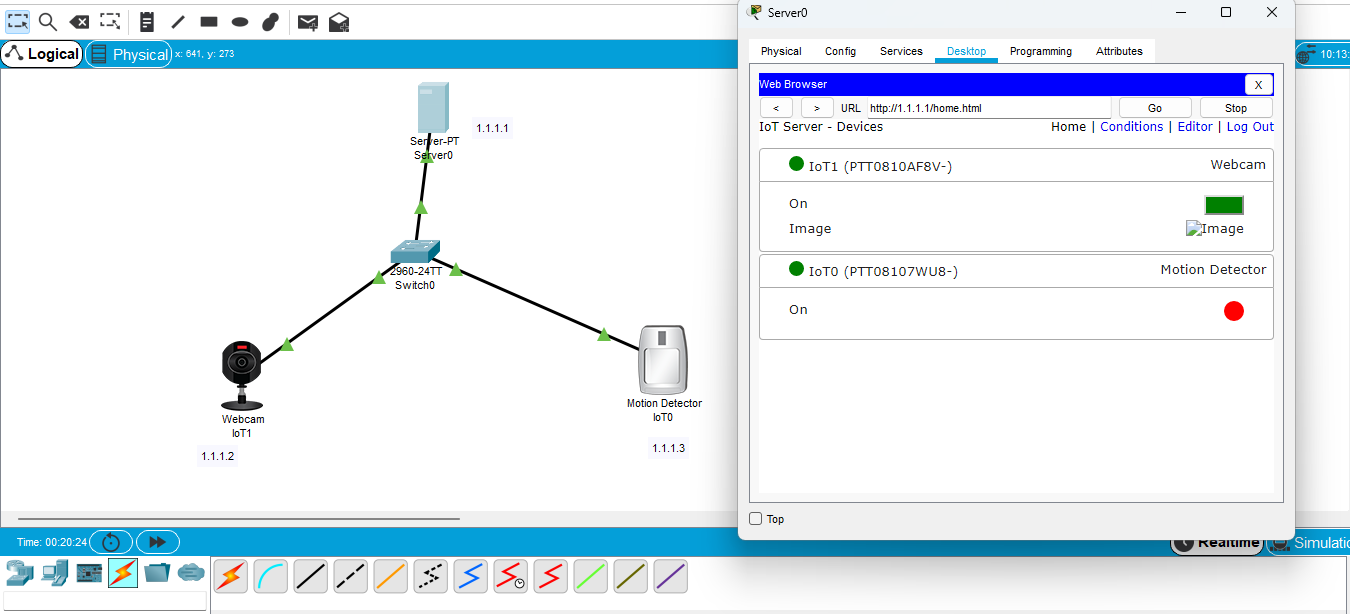 Server0
Logical
Physical
x: 641, y: 273
10:13:
Physical Config Services Desktop Programming Attributes
Web Browser X
< > URL http://1.1.1.1/home.html Go Stop
IoT Server - Devices Home | Conditions | Editor | Log Out
IoT1 (PTT0810AF8V-) Webcam
On
Image Image
IoT0 (PTT08107WU8-) Motion Detector
On
Top
1.1.1.1
Server-PT
Server0
2960-24TT
Switch0
Webcam
IoT1
1.1.1.2
Motion Detector
IoT0
1.1.1.3
Time: 00:20:24
Realtime
Simulatio